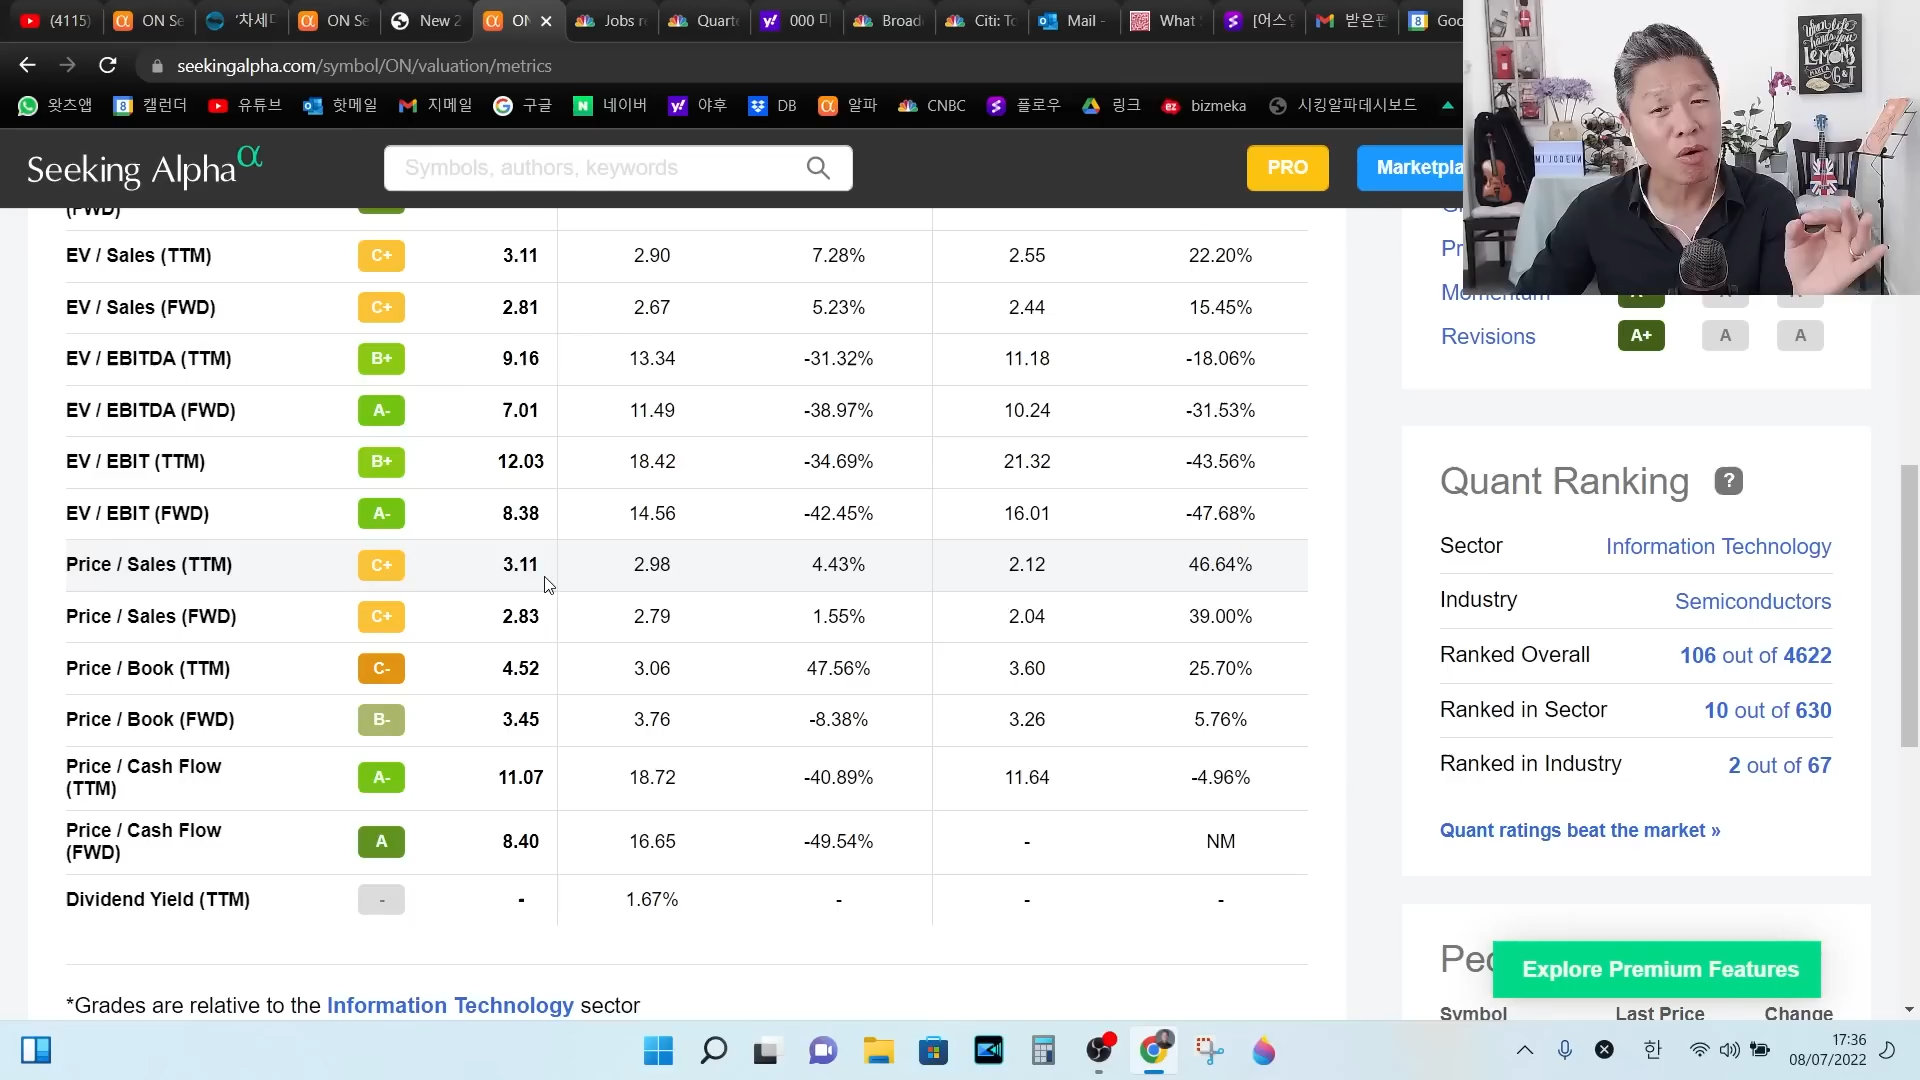 (4115)
ON Se
'차세대
ON Se
New 2
ON
Jobs re
Quarte
000 미
Broad
Citi: To
Mail -
What
[어스
받은편
Goo
seekingalpha.com/symbol/ON/valuation/metrics
왓츠앱 캘린더 유튜브 핫메일 지메일 구글 네이버 야후 DB 알파 CNBC 플로우 링크 bizmeka 시킹알파데시보드
Seeking Alpha α
Symbols, authors, keywords
PRO
Marketpla
(FWD)
EV / Sales (TTM) C+ 3.11 2.90 7.28% 2.55 22.20%
EV / Sales (FWD) C+ 2.81 2.67 5.23% 2.44 15.45%
EV / EBITDA (TTM) B+ 9.16 13.34 -31.32% 11.18 -18.06%
EV / EBITDA (FWD) A- 7.01 11.49 -38.97% 10.24 -31.53%
EV / EBIT (TTM) B+ 12.03 18.42 -34.69% 21.32 -43.56%
EV / EBIT (FWD) A- 8.38 14.56 -42.45% 16.01 -47.68%
Price / Sales (TTM) C+ 3.11 2.98 4.43% 2.12 46.64%
Price / Sales (FWD) C+ 2.83 2.79 1.55% 2.04 39.00%
Price / Book (TTM) C- 4.52 3.06 47.56% 3.60 25.70%
Price / Book (FWD) B- 3.45 3.76 -8.38% 3.26 5.76%
Price / Cash Flow
(TTM) A- 11.07 18.72 -40.89% 11.64 -4.96%
Price / Cash Flow
(FWD) A 8.40 16.65 -49.54% - NM
Dividend Yield (TTM) - - 1.67% - - -
*Grades are relative to the Information Technology sector
When life
hands you
LEMONS
Momentum
Revisions A+ A A
Quant Ranking ?
Sector Information Technology
Industry Semiconductors
Ranked Overall 106 out of 4622
Ranked in Sector 10 out of 630
Ranked in Industry 2 out of 67
Quant ratings beat the market »
Explore Premium Features
Symbol Last Price Change
한
17:36
08/07/2022